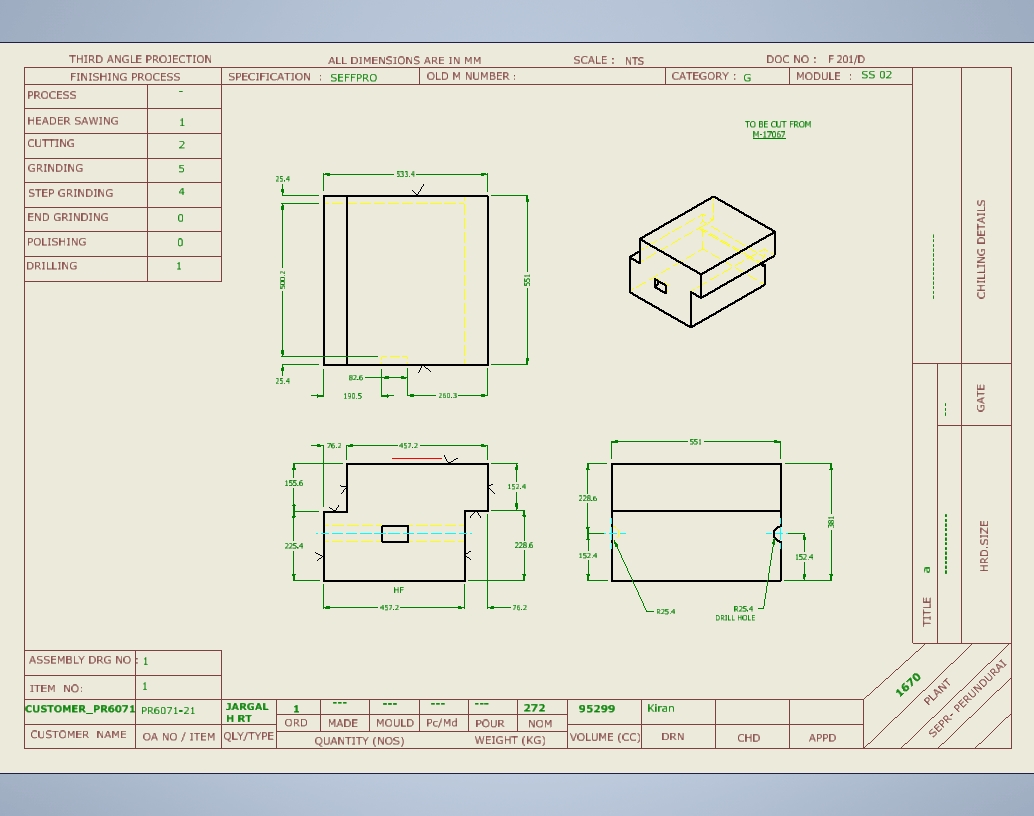 THIRD ANGLE PROJECTION
ALL DIMENSIONS ARE IN MM
SCALE : NTS
DOC NO : F 201/D
FINISHING PROCESS
SPECIFICATION : SEFFPRO
OLD M NUMBER :
CATEGORY : G
MODULE : SS 02
PROCESS -
HEADER SAWING 1
CUTTING 2
GRINDING 5
STEP GRINDING 4
END GRINDING 0
POLISHING 0
DRILLING 1
TO BE CUT FROM
M-17067
533.4
25.4
500.2
551
25.4
82.6
190.5
260.3
76.2
457.2
155.6
152.4
225.4
228.6
HF
457.2
76.2
551
228.6
381
152.4
152.4
R25.4
R25.4
DRILL HOLE
CHILLING DETAILS
--------------
GATE
---
HRD.SIZE
--------------
TITLE a
ASSEMBLY DRG NO : 1
ITEM NO: 1
CUSTOMER_PR6071
PR6071-21
JARGAL
H RT
1
---
---
---
---
272
95299
Kiran
ORD
MADE
MOULD
Pc/Md
POUR
NOM
CUSTOMER NAME
OA NO / ITEM
QLY/TYPE
QUANTITY (NOS)
WEIGHT (KG)
VOLUME (CC)
DRN
CHD
APPD
1670
PLANT
SEPR- PERUNDURAI